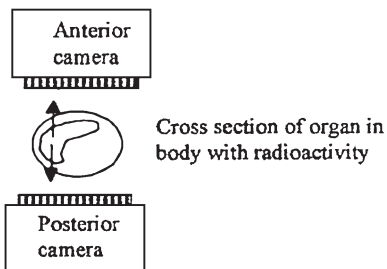 Anterior
camera
Cross section of organ in
body with radioactivity
Posterior
camera